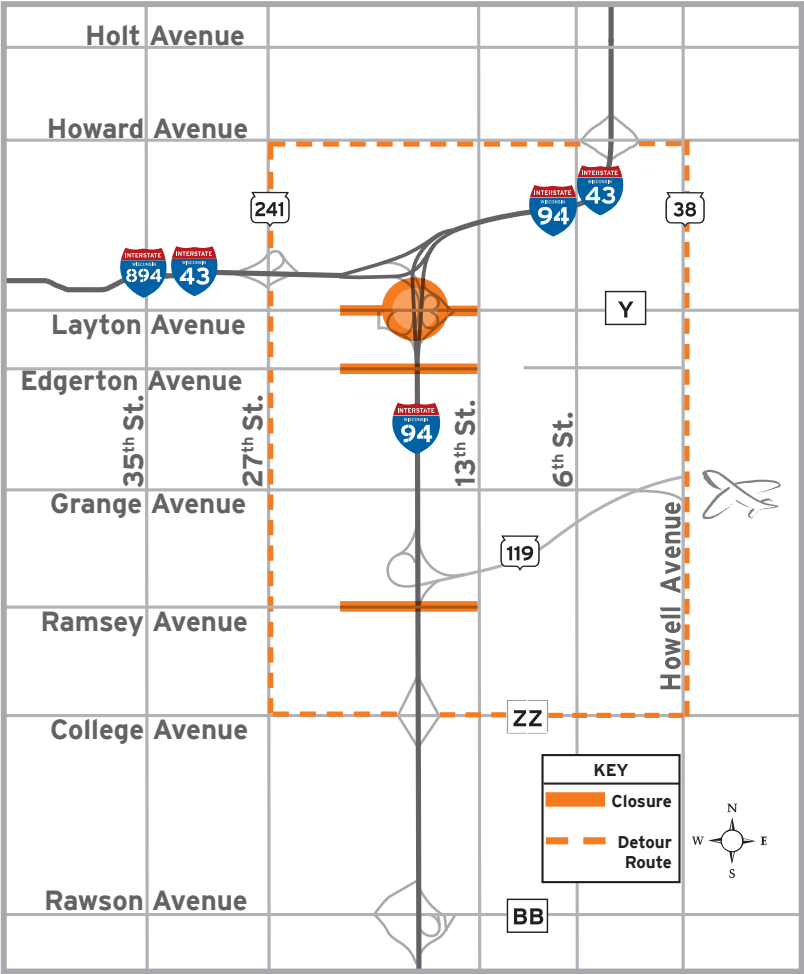 Holt Avenue
Howard Avenue
241
INTERSTATE
WISCONSIN
94
INTERSTATE
WISCONSIN
43
38
INTERSTATE
WISCONSIN
894
INTERSTATE
WISCONSIN
43
Layton Avenue
Y
Edgerton Avenue
35th St.
27th St.
INTERSTATE
WISCONSIN
94
13th St.
6th St.
Grange Avenue
119
Howell Avenue
Ramsey Avenue
College Avenue
ZZ
KEY
Closure
Detour
Route
N
W E
S
Rawson Avenue
BB